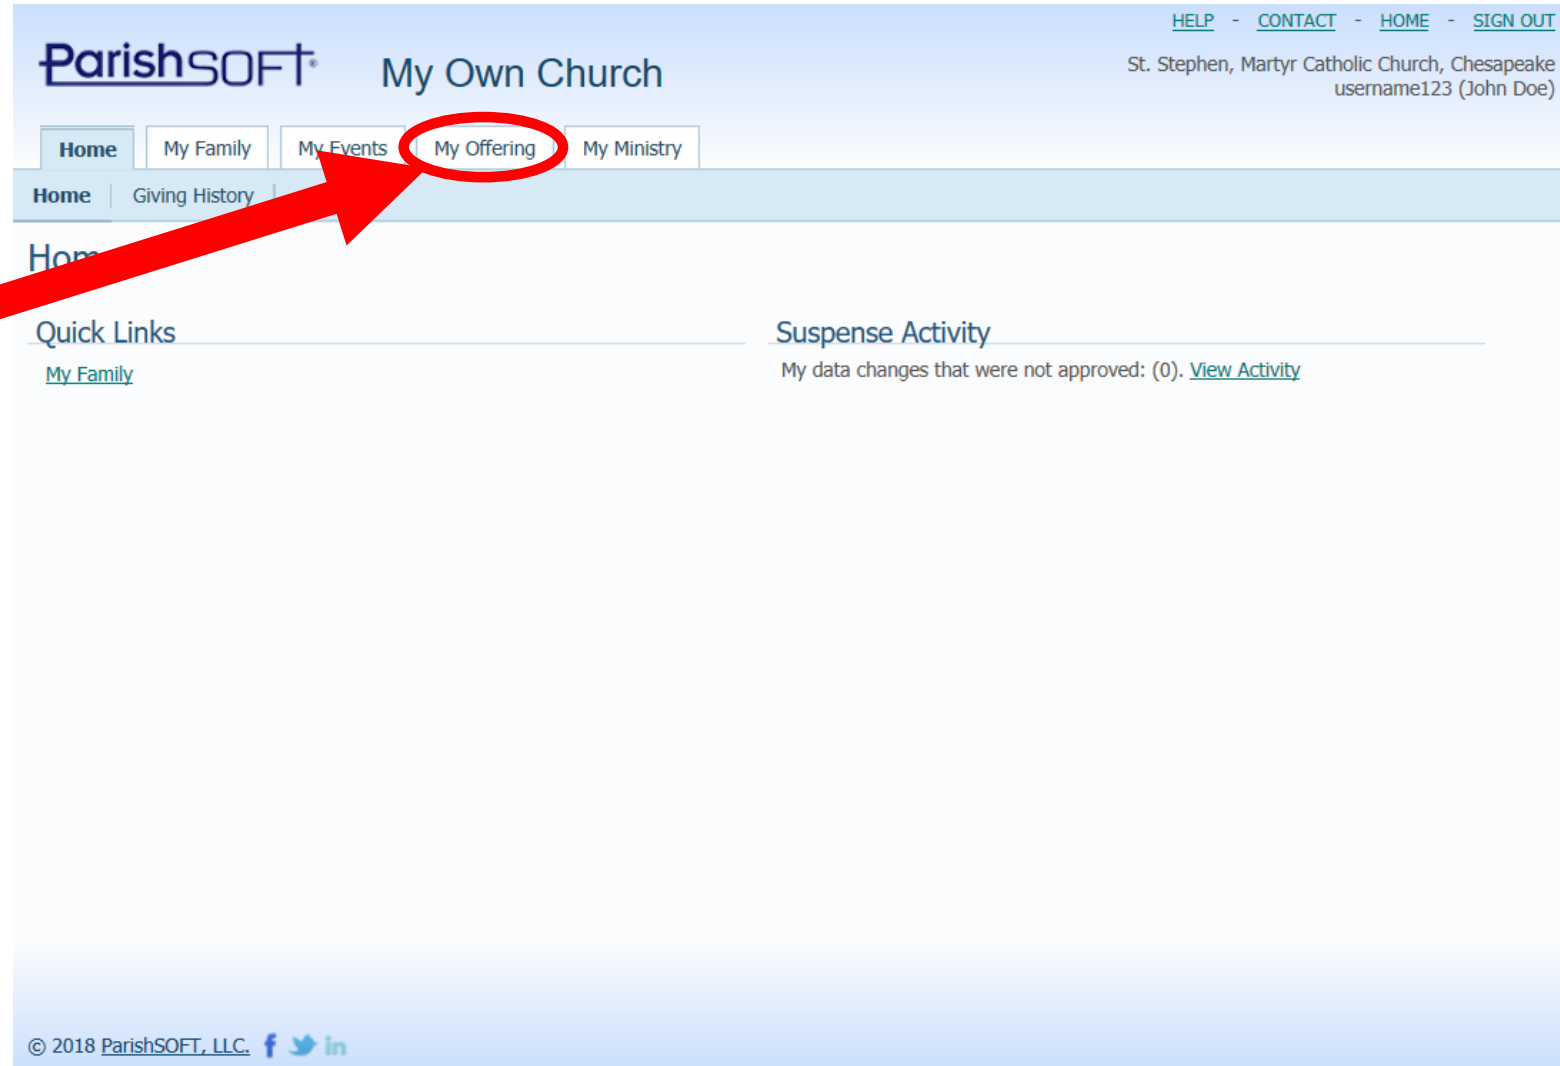 HELP - CONTACT - HOME - SIGN OUT
ParishSOFT® My Own Church
St. Stephen, Martyr Catholic Church, Chesapeake
username123 (John Doe)
Home My Family My Events My Offering My Ministry
Home Giving History
Home
Quick Links
My Family
Suspense Activity
My data changes that were not approved: (0). View Activity
© 2018 ParishSOFT, LLC. f in